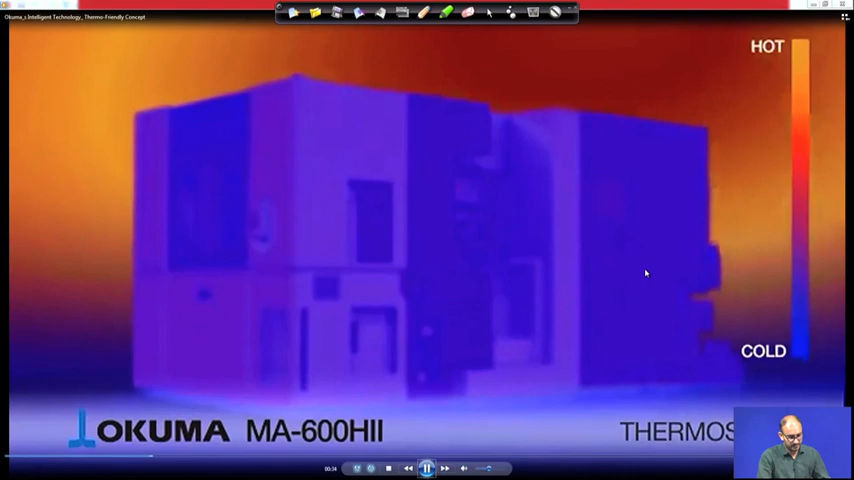 Okuma_s Intelligent Technology_ Thermo-Friendly Concept
HOT
COLD
OKUMA MA-600HII
THERMOS
00:34